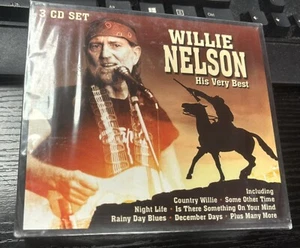 3 CD SET
WILLIE
NELSON
His Very Best
Including
Country Willie · Some Other Time
Night Life · Is There Something On Your Mind
Rainy Day Blues · December Days · Plus Many More